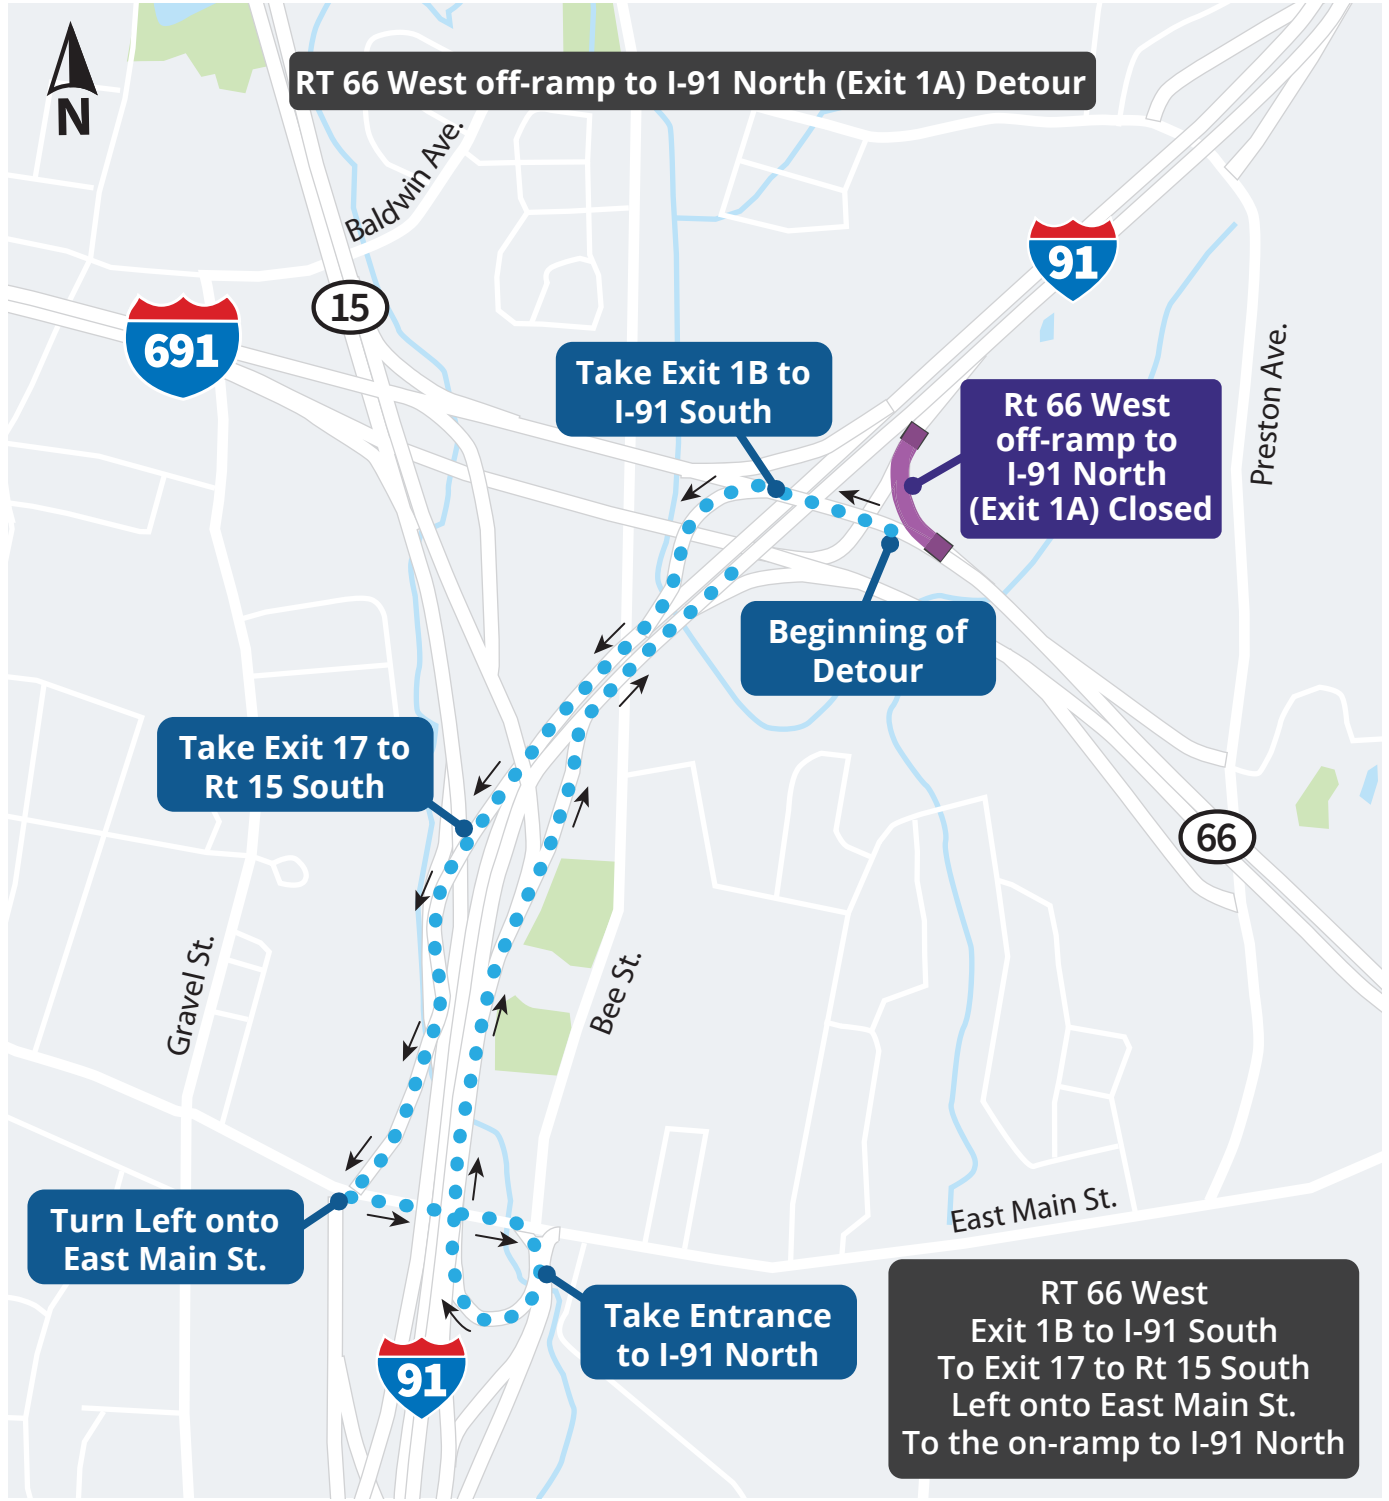 RT 66 West off-ramp to I-91 North (Exit 1A) Detour
N
Baldwin Ave.
91
15
691
Take Exit 1B to
I-91 South
Rt 66 West
off-ramp to
I-91 North
(Exit 1A) Closed
Preston Ave.
Beginning of
Detour
Take Exit 17 to
Rt 15 South
66
Gravel St.
Bee St.
Turn Left onto
East Main St.
East Main St.
Take Entrance
to I-91 North
91
RT 66 West
Exit 1B to I-91 South
To Exit 17 to Rt 15 South
Left onto East Main St.
To the on-ramp to I-91 North